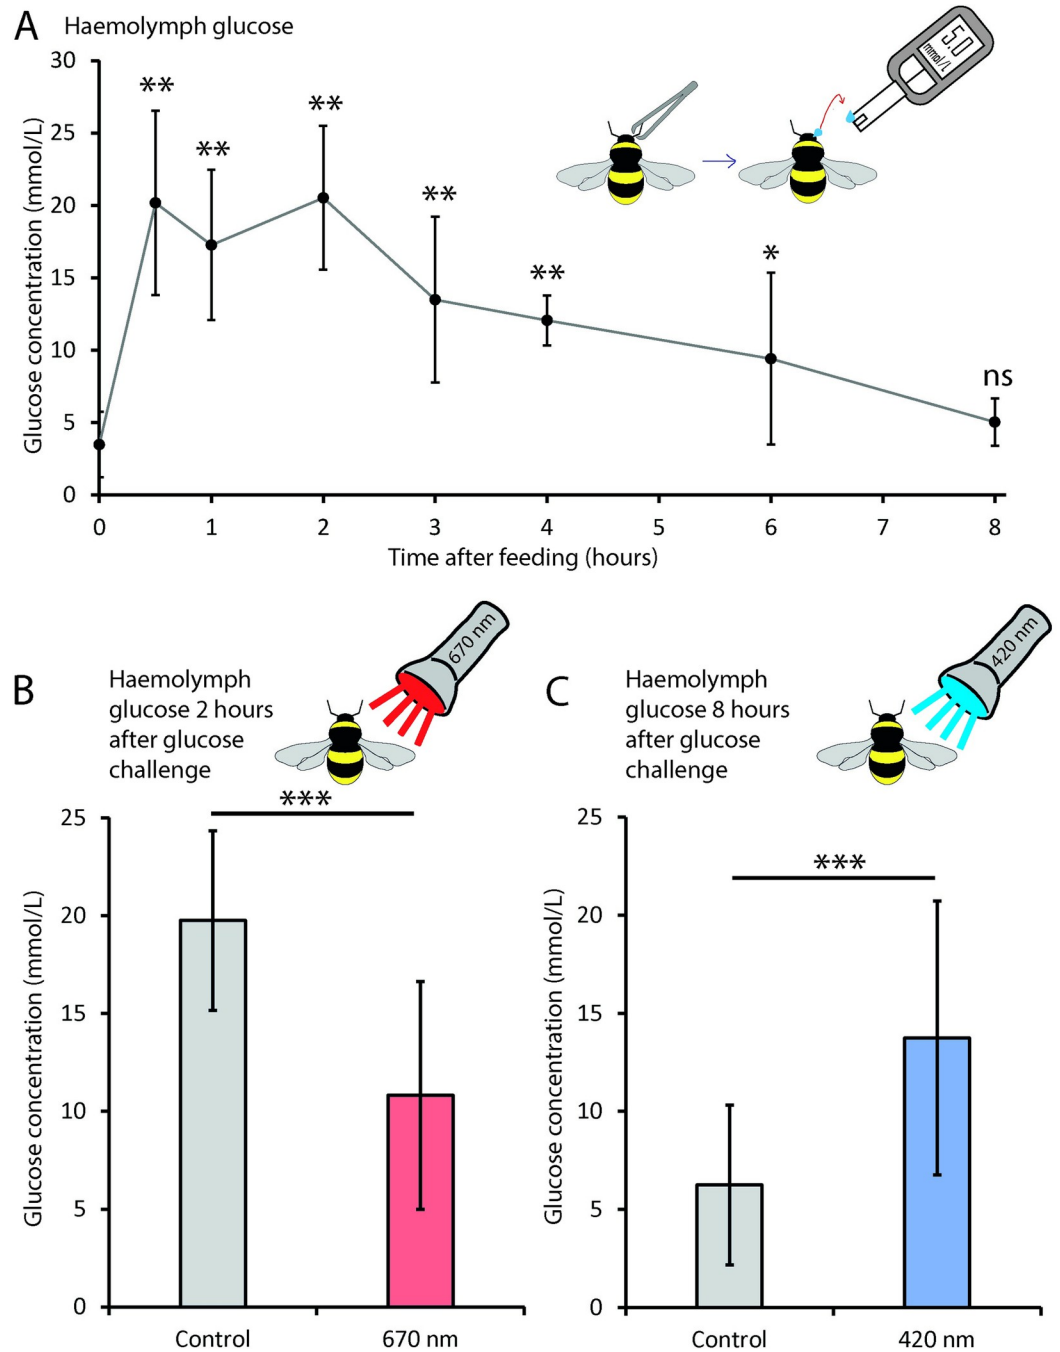 A Haemolymph glucose
5.0
mmol/L
Glucose concentration (mmol/L)
30
25
20
15
10
5
0
**
**
**
**
**
*
ns
0 1 2 3 4 5 6 7 8
Time after feeding (hours)
B
Haemolymph
glucose 2 hours
after glucose
challenge
670 nm
***
Glucose concentration (mmol/L)
25
20
15
10
5
0
Control 670 nm
C
Haemolymph
glucose 8 hours
after glucose
challenge
420 nm
***
Glucose concentration (mmol/L)
25
20
15
10
5
0
Control 420 nm